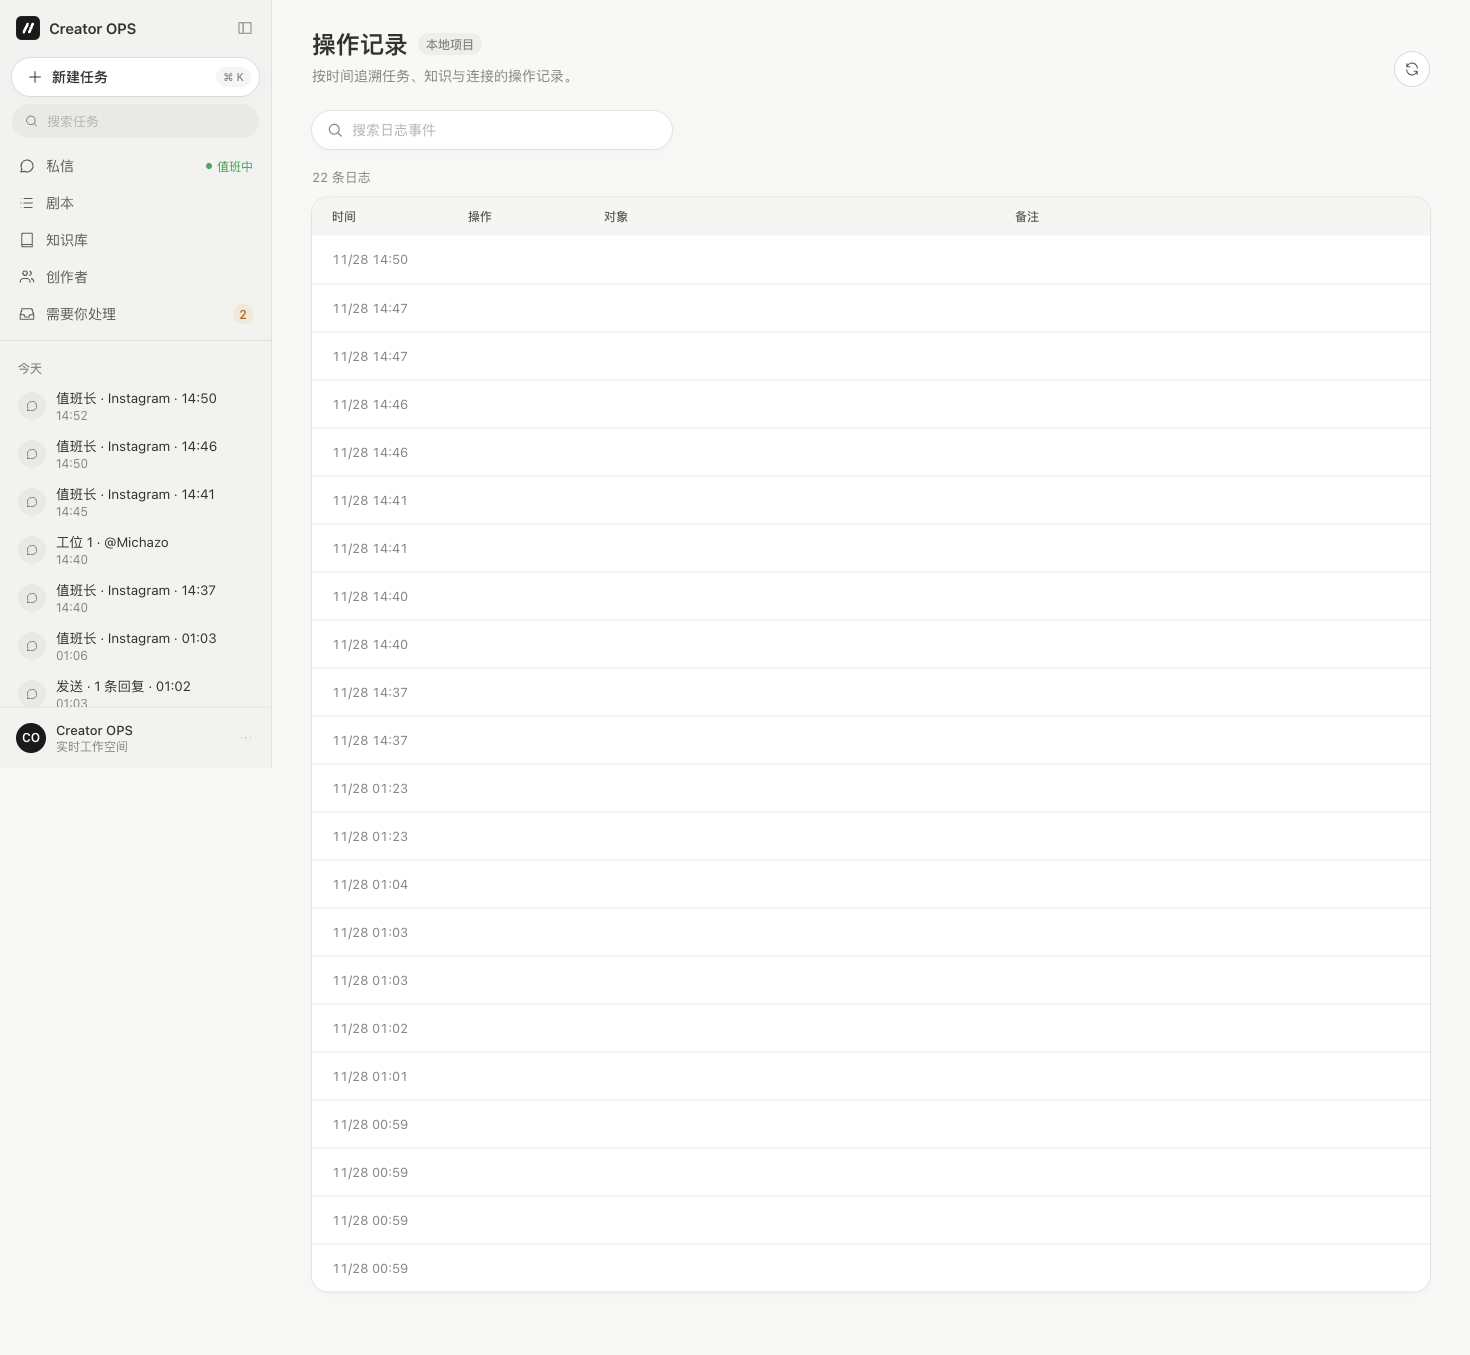 Creator OPS
新建任务 ⌘ K
搜索任务
私信 值班中
剧本
知识库
创作者
需要你处理 2
今天
值班长 · Instagram · 14:50
14:52
值班长 · Instagram · 14:46
14:50
值班长 · Instagram · 14:41
14:45
工位 1 · @Michazo
14:40
值班长 · Instagram · 14:37
14:40
值班长 · Instagram · 01:03
01:06
发送 · 1 条回复 · 01:02
01:03
CO
Creator OPS
实时工作空间
操作记录 本地项目
按时间追溯任务、知识与连接的操作记录。
搜索日志事件
22 条日志
时间 操作 对象 备注
11/28 14:50
11/28 14:47
11/28 14:47
11/28 14:46
11/28 14:46
11/28 14:41
11/28 14:41
11/28 14:40
11/28 14:40
11/28 14:37
11/28 14:37
11/28 01:23
11/28 01:23
11/28 01:04
11/28 01:03
11/28 01:03
11/28 01:02
11/28 01:01
11/28 00:59
11/28 00:59
11/28 00:59
11/28 00:59